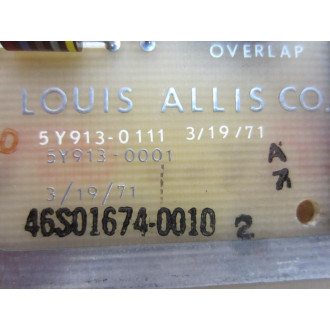 OVERLAP
LOUIS ALLIS CO.
5Y913-0111 3/19/71
5Y913-0001
A
3/19/71
46S01674-0010 2